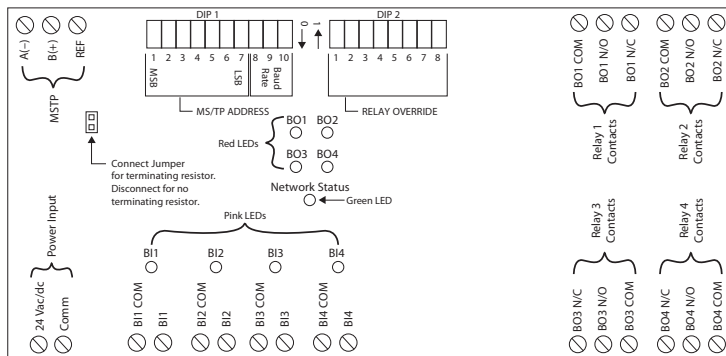 DIP 1
DIP 2
0
1
1 2 3 4 5 6 7 8 9 10
1 2 3 4 5 6 7 8
MSB
LSB
Baud
Rate
MS/TP ADDRESS
RELAY OVERRIDE
A(−)
B(+)
REF
MSTP
Connect Jumper
for terminating resistor.
Disconnect for no
terminating resistor.
BO1 BO2
Red LEDs
BO3 BO4
Network Status
Green LED
Pink LEDs
BI1 BI2 BI3 BI4
BI1 COM
BI1
BI2 COM
BI2
BI3 COM
BI3
BI4 COM
BI4
Power Input
24 Vac/dc
Comm
BO1 COM
BO1 N/O
BO1 N/C
Relay 1
Contacts
BO2 COM
BO2 N/O
BO2 N/C
Relay 2
Contacts
Relay 3
Contacts
BO3 N/C
BO3 N/O
BO3 COM
Relay 4
Contacts
BO4 N/C
BO4 N/O
BO4 COM